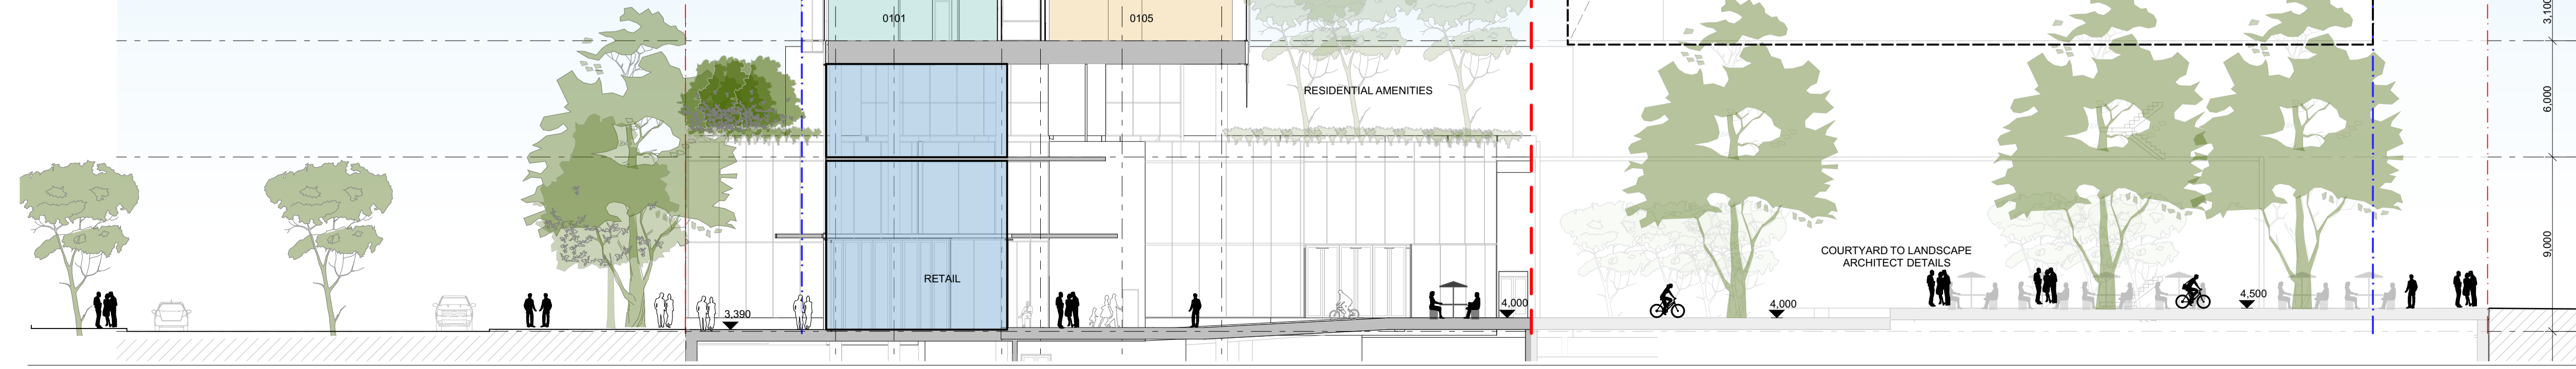 0101
0105
3,100
RESIDENTIAL AMENITIES
6,000
COURTYARD TO LANDSCAPE
ARCHITECT DETAILS
9,000
RETAIL
3,390
4,000
4,000
4,500